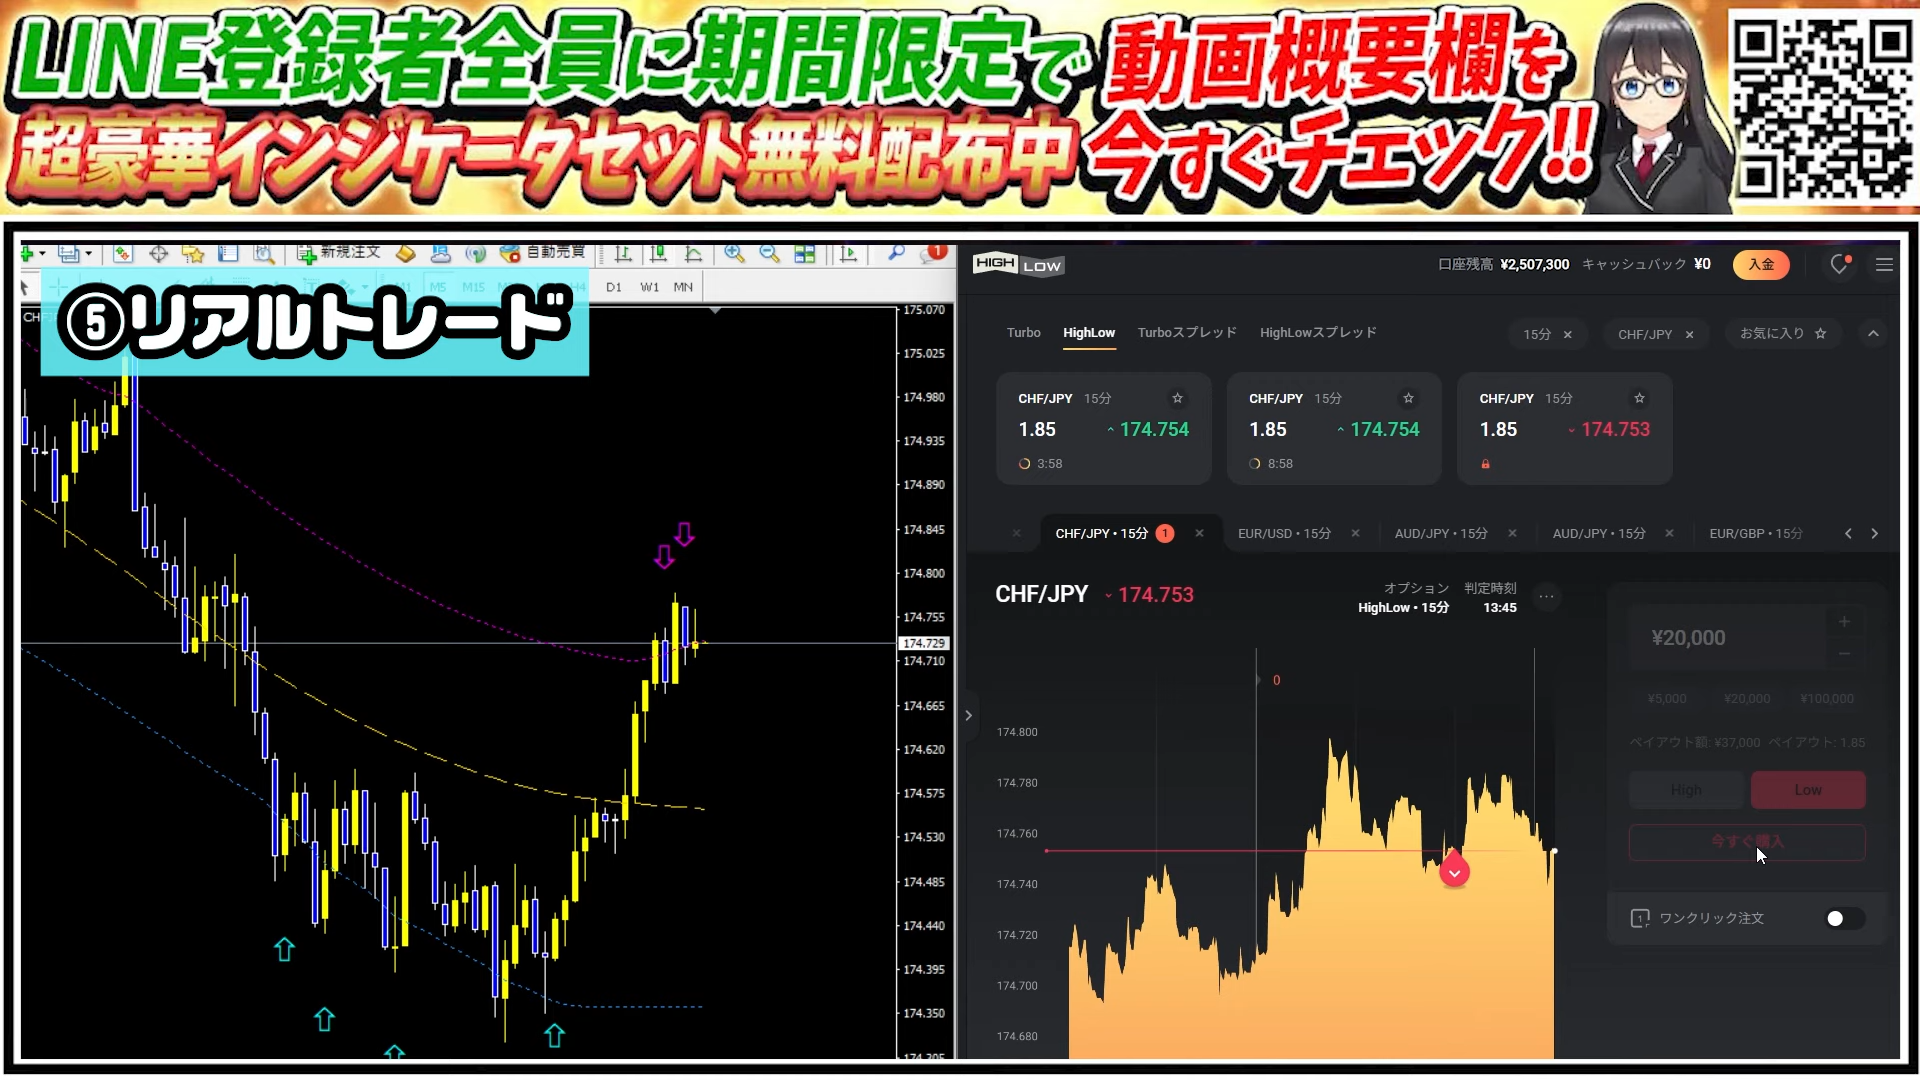 LINE登録者全員に期間限定で
超豪華インジケータセット無料配布中
動画概要欄を
今すぐチェック!!
新規注文
自動売買
1
M5
M15
H4
D1
W1
MN
⑤リアルトレード
175.070
175.025
174.980
174.935
174.890
174.845
174.800
174.755
174.729
174.710
174.665
174.620
174.575
174.530
174.485
174.440
174.395
174.350
174.305
HIGH LOW
口座残高 ¥2,507,300 キャッシュバック ¥0
入金
Turbo HighLow Turboスプレッド HighLowスプレッド
15分 × CHF/JPY × お気に入り
CHF/JPY 15分
1.85 174.754
3:58
CHF/JPY 15分
1.85 174.754
8:58
CHF/JPY 15分
1.85 174.753
CHF/JPY • 15分 1 × EUR/USD • 15分 × AUD/JPY • 15分 × AUD/JPY • 15分 × EUR/GBP • 15分
CHF/JPY 174.753
オプション 判定時刻
HighLow • 15分 13:45
0
174.800
174.780
174.760
174.740
174.720
174.700
174.680
¥20,000
+
−
¥5,000 ¥20,000 ¥100,000
ペイアウト額: ¥37,000 ペイアウト: 1.85
High Low
今すぐ購入
1 ワンクリック注文